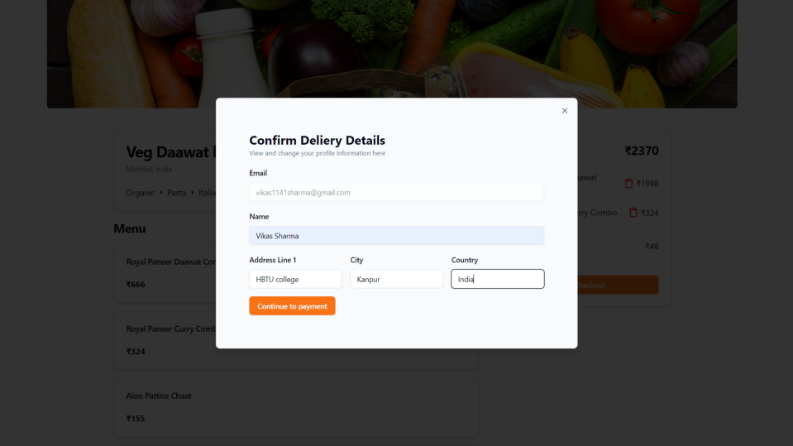 Confirm Deliery Details
View and change your profile information here
Email
vikas1141sharma@gmail.com
Name
Vikas Sharma
Address Line 1
City
Country
HBTU college
Kanpur
India
Continue to payment
Veg Daawat
Mumbai, India
Organic • Pasta • Italia
Menu
Royal Paneer Daawat Co
₹666
Royal Paneer Curry Comb
₹324
Aloo Pattice Chaat
₹155
₹2370
awat
₹1998
rry Combo
₹324
₹48
heckout